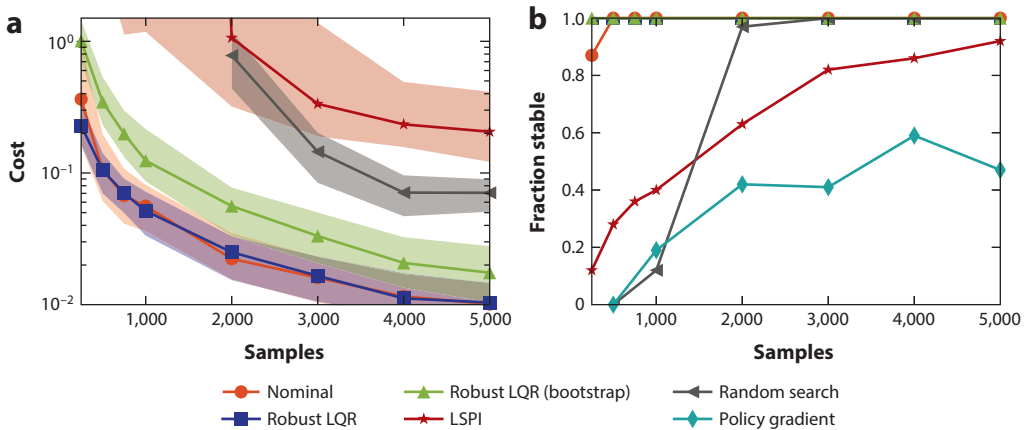 a
Cost
10⁰
10⁻¹
10⁻²
1,000 2,000 3,000 4,000 5,000
Samples
b
Fraction stable
1.0
0.8
0.6
0.4
0.2
0
1,000 2,000 3,000 4,000 5,000
Samples
Nominal
Robust LQR (bootstrap)
Random search
Robust LQR
LSPI
Policy gradient